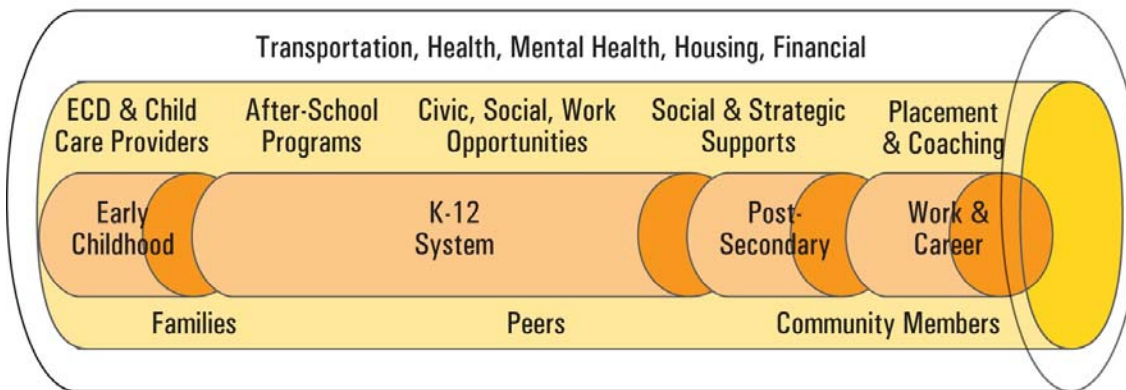 Transportation, Health, Mental Health, Housing, Financial
ECD & Child
Care Providers
After-School
Programs
Civic, Social, Work
Opportunities
Social & Strategic
Supports
Placement
& Coaching
Early
Childhood
K-12
System
Post-
Secondary
Work &
Career
Families
Peers
Community Members